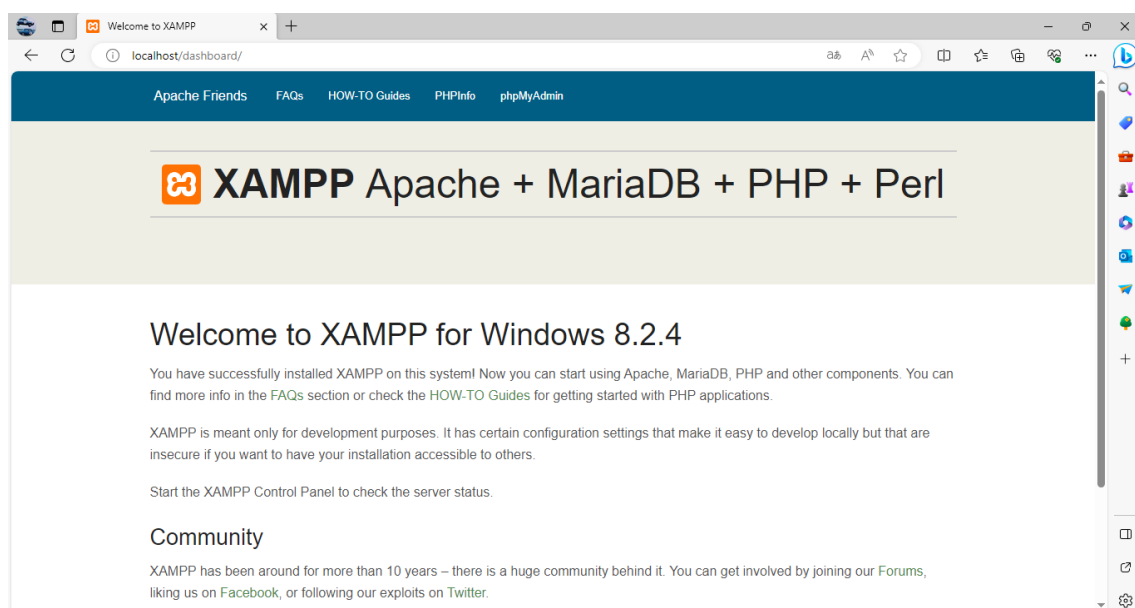 Welcome to XAMPP
localhost/dashboard/
Apache Friends FAQs HOW-TO Guides PHPInfo phpMyAdmin
XAMPP Apache + MariaDB + PHP + Perl
Welcome to XAMPP for Windows 8.2.4
You have successfully installed XAMPP on this system! Now you can start using Apache, MariaDB, PHP and other components. You can
find more info in the FAQs section or check the HOW-TO Guides for getting started with PHP applications.
XAMPP is meant only for development purposes. It has certain configuration settings that make it easy to develop locally but that are
insecure if you want to have your installation accessible to others.
Start the XAMPP Control Panel to check the server status.
Community
XAMPP has been around for more than 10 years – there is a huge community behind it. You can get involved by joining our Forums,
liking us on Facebook, or following our exploits on Twitter.